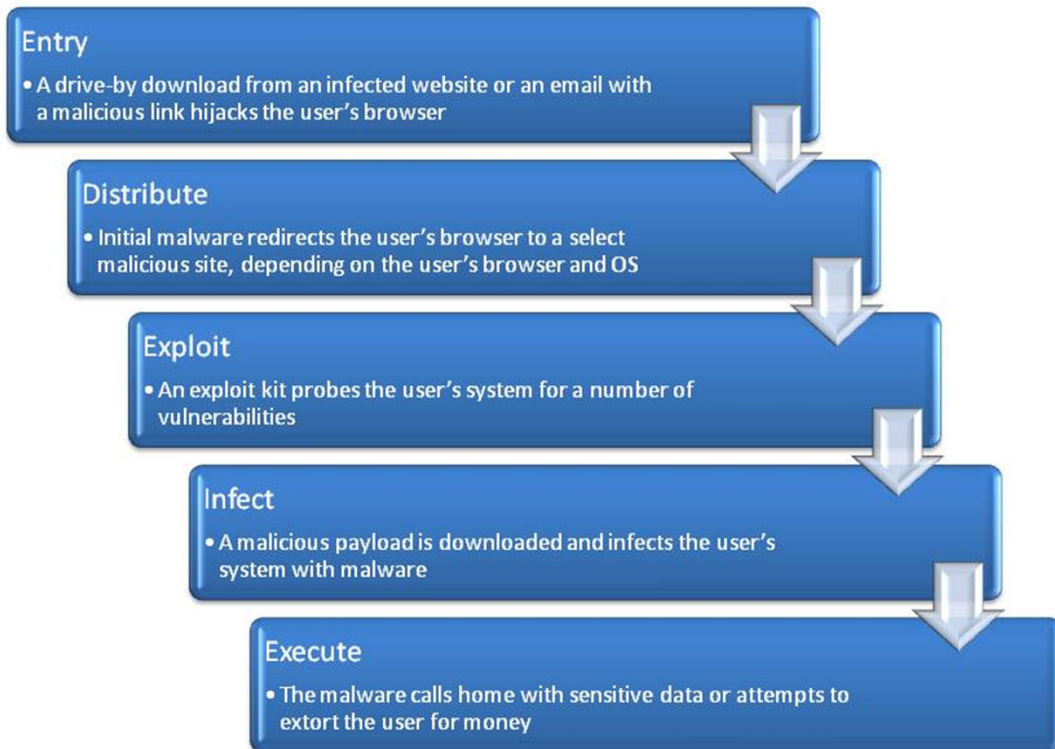 Entry
• A drive-by download from an infected website or an email with
a malicious link hijacks the user's browser
Distribute
• Initial malware redirects the user's browser to a select
malicious site, depending on the user's browser and OS
Exploit
• An exploit kit probes the user's system for a number of
vulnerabilities
Infect
• A malicious payload is downloaded and infects the user's
system with malware
Execute
• The malware calls home with sensitive data or attempts to
extort the user for money